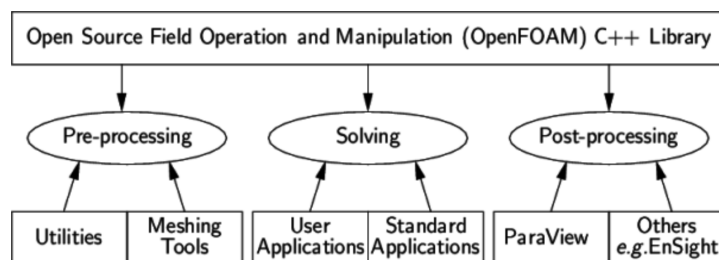 Open Source Field Operation and Manipulation (OpenFOAM) C++ Library
Pre-processing
Solving
Post-processing
Utilities
Meshing
Tools
User
Applications
Standard
Applications
ParaView
Others
e.g.EnSight